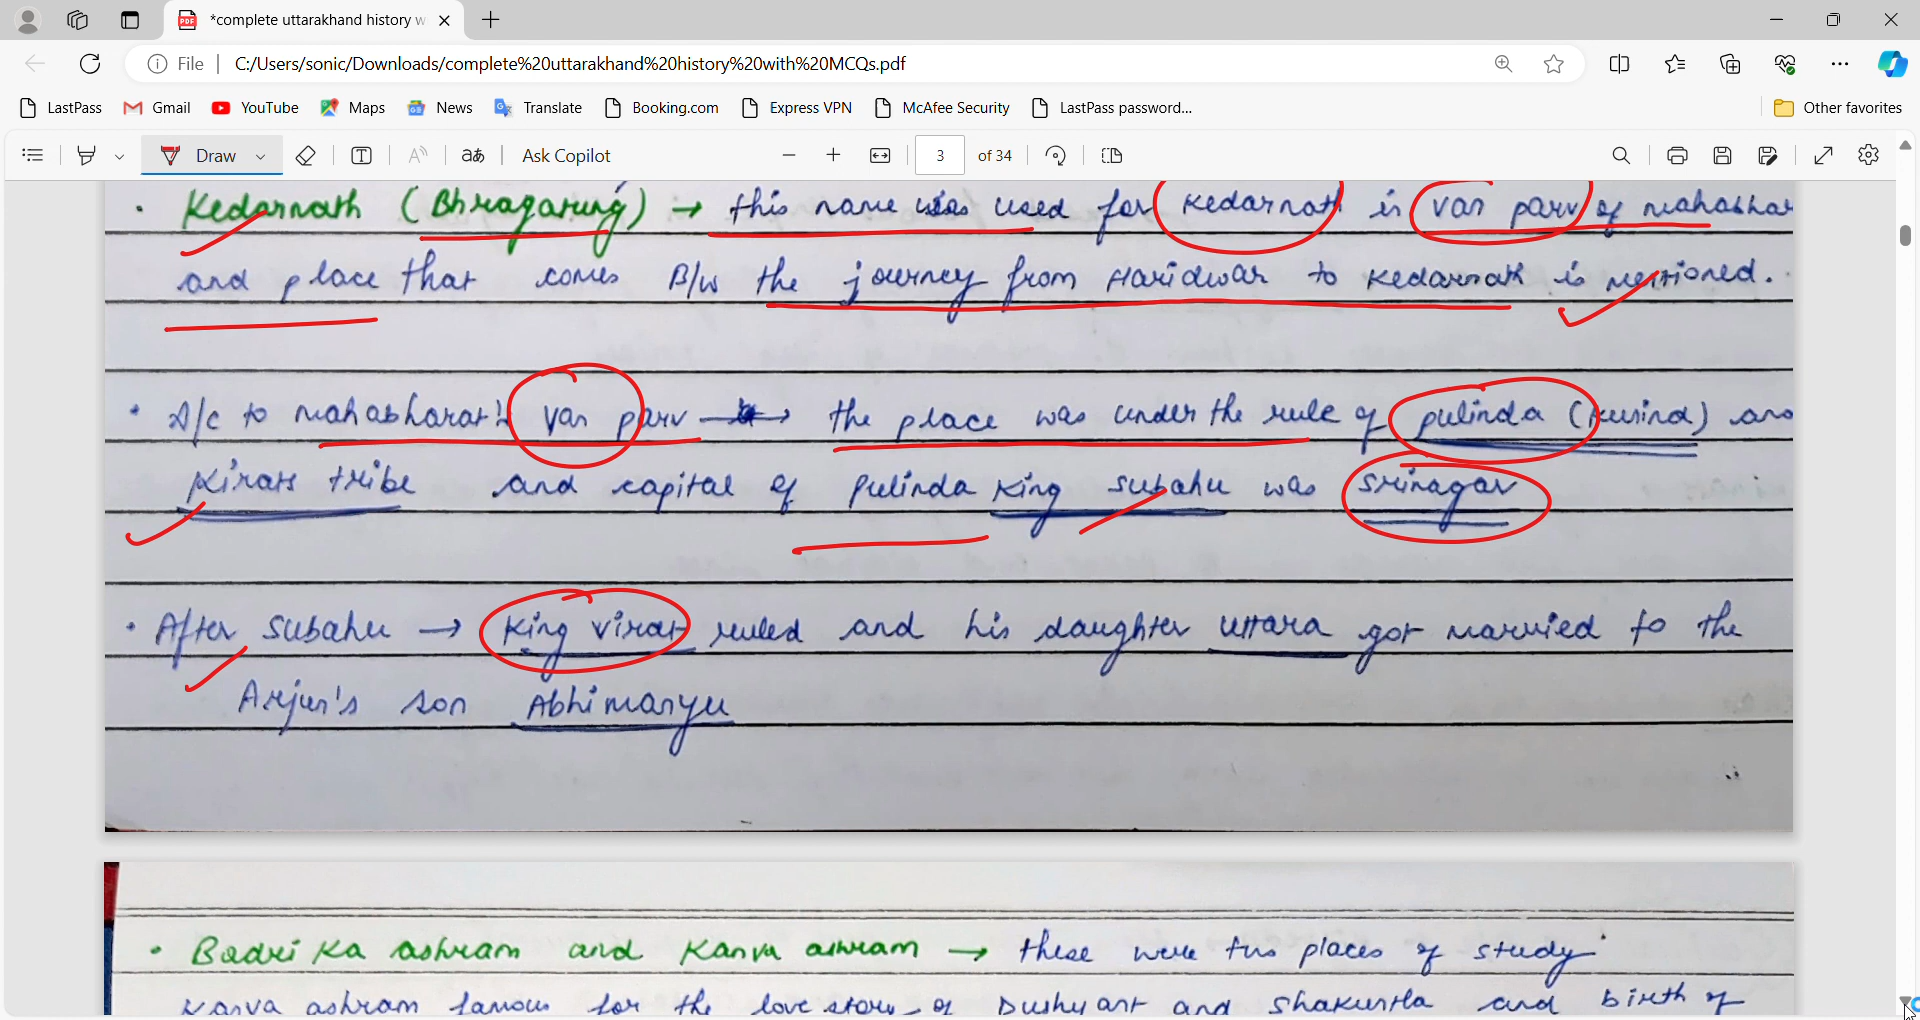 *complete uttarakhand history w
File | C:/Users/sonic/Downloads/complete%20uttarakhand%20history%20with%20MCQs.pdf
LastPass Gmail YouTube Maps News Translate Booking.com Express VPN McAfee Security LastPass password... Other favorites
Draw Ask Copilot 3 of 34
• Kedarnath ( ) → this name was used for Kedarnath in Van parv of mahabhar
and place that comes B/w the journey from Haridwar to Kedarnath is mentioned.
• A/c to mahabharat's Van parv → the place was under the rule of pulinda (Kunind) and
Kirats tribe and capital of pulinda King subahu was Srinagar
• After Subahu → King Virat ruled and his daughter uttara got married to the
Arjun's son Abhimanyu
• Badri Ka ashram and Kanva ashram → these were two places of study
Kanva ashram famous for the love story of Dushyant and Shakuntla and birth of